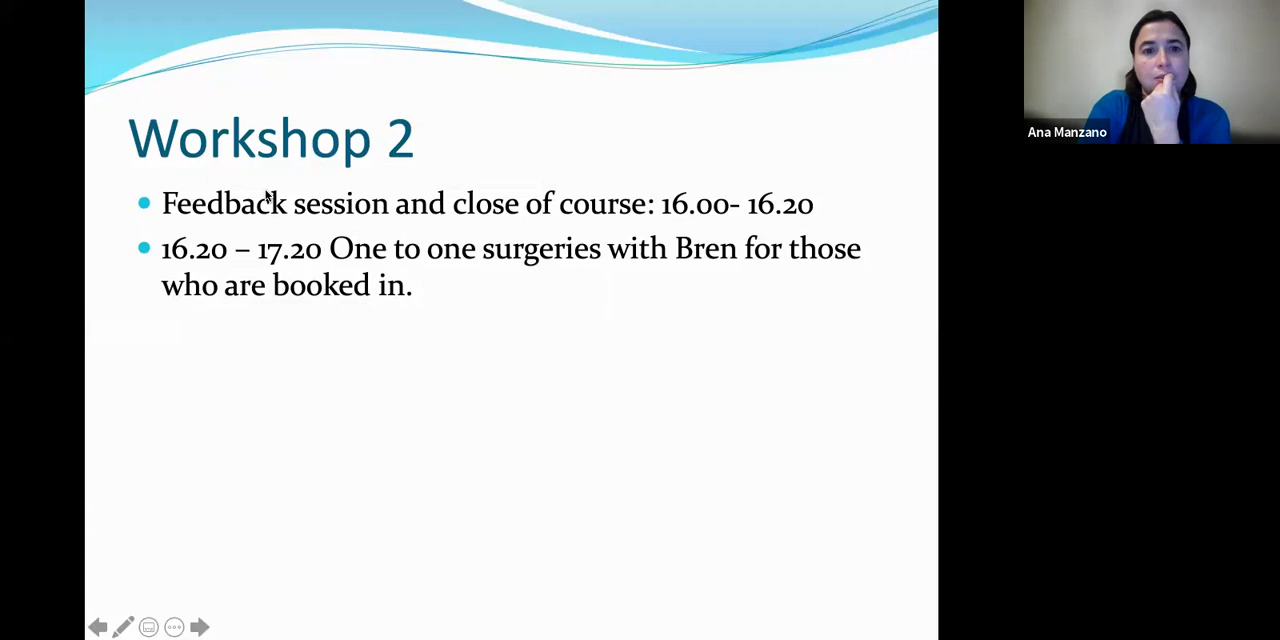 Workshop 2
Feedback session and close of course: 16.00- 16.20
16.20 – 17.20 One to one surgeries with Bren for those
who are booked in.
Ana Manzano